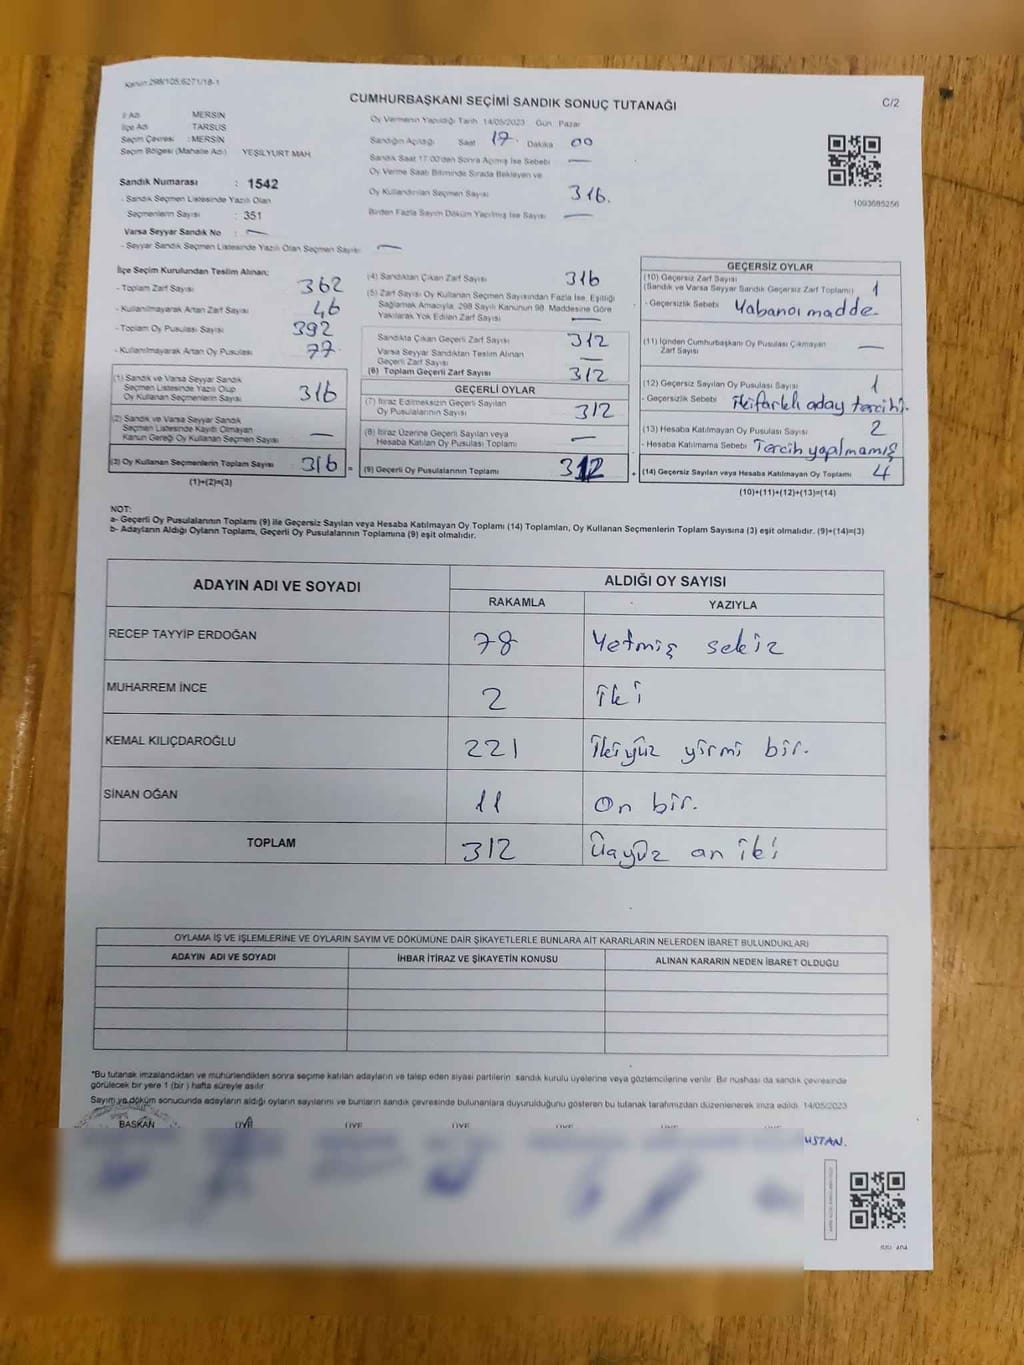 Kanun 298/105;6271/18-1
CUMHURBAŞKANI SEÇİMİ SANDIK SONUÇ TUTANAĞI
C/2
İl Adı MERSİN
İlçe Adı TARSUS
Seçim Çevresi : MERSİN
Seçim Bölgesi (Mahalle Adı) YEŞİLYURT MAH
Sandık Numarası : 1542
- Sandık Seçmen Listesinde Yazılı Olan
Seçmenlerin Sayısı : 351
Varsa Seyyar Sandık No : —
- Seyyar Sandık Seçmen Listesinde Yazılı Olan Seçmen Sayısı: —
Oy Vermenin Yapıldığı Tarih 14/05/2023 Gün Pazar
Sandığın Açıldığı Saat 17 Dakika 00
Sandık Saat 17:00'den Sonra Açılmış İse Sebebi —
Oy Verme Saati Bitiminde Sırada Bekleyen ve
Oy Kullandırılan Seçmen Sayısı 316.
Birden Fazla Sayım Döküm Yapılmış İse Sayısı —
1093685256
İlçe Seçim Kurulundan Teslim Alınan;
- Toplam Zarf Sayısı 362
- Kullanılmayarak Artan Zarf Sayısı 46
- Toplam Oy Pusulası Sayısı 392
- Kullanılmayarak Artan Oy Pusulası 77
(1) Sandık ve Varsa Seyyar Sandık
Seçmen Listesinde Yazılı Olup
Oy Kullanan Seçmenlerin Sayısı 316
(2) Sandık ve Varsa Seyyar Sandık
Seçmen Listesinde Kayıtlı Olmayan
Kanun Gereği Oy Kullanan Seçmen Sayısı —
(3) Oy Kullanan Seçmenlerin Toplam Sayısı 316 =
(1)+(2)=(3)
(4) Sandıktan Çıkan Zarf Sayısı 316
(5) Zarf Sayısı Oy Kullanan Seçmen Sayısından Fazla İse, Eşitliği
Sağlamak Amacıyla, 298 Sayılı Kanunun 98. Maddesine Göre
Yakılarak Yok Edilen Zarf Sayısı —
Sandıkta Çıkan Geçerli Zarf Sayısı 312
Varsa Seyyar Sandıktan Teslim Alınan
Geçerli Zarf Sayısı —
(6) Toplam Geçerli Zarf Sayısı 312
GEÇERLİ OYLAR
(7) İtiraz Edilmeksizin Geçerli Sayılan
Oy Pusulalarının Sayısı 312
(8) İtiraz Üzerine Geçerli Sayılan veya
Hesaba Katılan Oy Pusulası Toplamı —
(9) Geçerli Oy Pusulalarının Toplamı 312 +
GEÇERSİZ OYLAR
(10) Geçersiz Zarf Sayısı
(Sandık ve Varsa Seyyar Sandık Geçersiz Zarf Toplamı) 1
- Geçersizlik Sebebi Yabancı madde.
(11) İçinden Cumhurbaşkanı Oy Pusulası Çıkmayan
Zarf Sayısı —
(12) Geçersiz Sayılan Oy Pusulası Sayısı 1
- Geçersizlik Sebebi iki farklı aday tercihi.
(13) Hesaba Katılmayan Oy Pusulası Sayısı 2
- Hesaba Katılmama Sebebi Tercih yapılmamış
(14) Geçersiz Sayılan veya Hesaba Katılmayan Oy Toplamı 4
(10)+(11)+(12)+(13)=(14)
NOT:
a- Geçerli Oy Pusulalarının Toplamı (9) ile Geçersiz Sayılan veya Hesaba Katılmayan Oy Toplamı (14) Toplamları, Oy Kullanan Seçmenlerin Toplam Sayısına (3) eşit olmalıdır. (9)+(14)=(3)
b- Adayların Aldığı Oyların Toplamı, Geçerli Oy Pusulalarının Toplamına (9) eşit olmalıdır.
ADAYIN ADI VE SOYADI ALDIĞI OY SAYISI
RAKAMLA YAZIYLA
RECEP TAYYİP ERDOĞAN 78 Yetmiş sekiz
MUHARREM İNCE 2 iki
KEMAL KILIÇDAROĞLU 221 ikiyüz yirmi bir.
SİNAN OĞAN 11 On bir.
TOPLAM 312 Üçyüz on iki
OYLAMA İŞ VE İŞLEMLERİNE VE OYLARIN SAYIM VE DÖKÜMÜNE DAİR ŞİKAYETLERLE BUNLARA AİT KARARLARIN NELERDEN İBARET BULUNDUKLARI
ADAYIN ADI VE SOYADI İHBAR İTİRAZ VE ŞİKAYETİN KONUSU ALINAN KARARIN NEDEN İBARET OLDUĞU
*Bu tutanak imzalandıktan ve mühürlendikten sonra seçime katılan adayların ve talep eden siyasi partilerin sandık kurulu üyelerine veya gözlemcilerine verilir. Bir nushası da sandık çevresinde
görülecek bir yere 1 (bir) hafta süreyle asılır
Sayım ve döküm sonucunda adayların aldığı oyların sayılarını ve bunların sandık çevresinde bulunanlara duyurulduğunu gösteren bu tutanak tarafımızdan düzenlenerek imza edildi. 14/05/2023
BAŞKAN ÜYE ÜYE ÜYE ÜYE ÜYE ÜYE
USTAN.